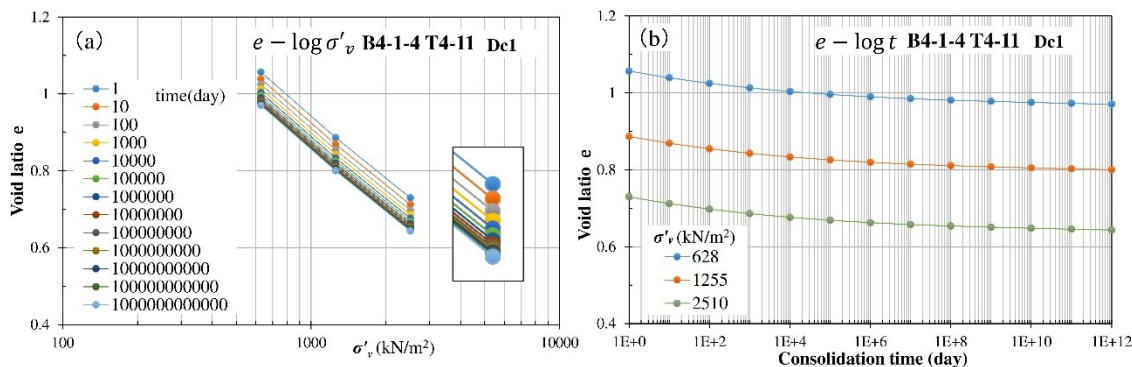 (a)
e − log σ′v B4-1-4 T4-11 Dc1
1.2
1
0.8
0.6
0.4
Void latio e
time(day)
1
10
100
1000
10000
100000
1000000
10000000
100000000
1000000000
10000000000
100000000000
1000000000000
100
1000
10000
σ′v (kN/m²)
(b)
e − log t B4-1-4 T4-11 Dc1
1.2
1
0.8
0.6
0.4
Void latio e
σ′v (kN/m²)
628
1255
2510
1E+0 1E+2 1E+4 1E+6 1E+8 1E+10 1E+12
Consolidation time (day)